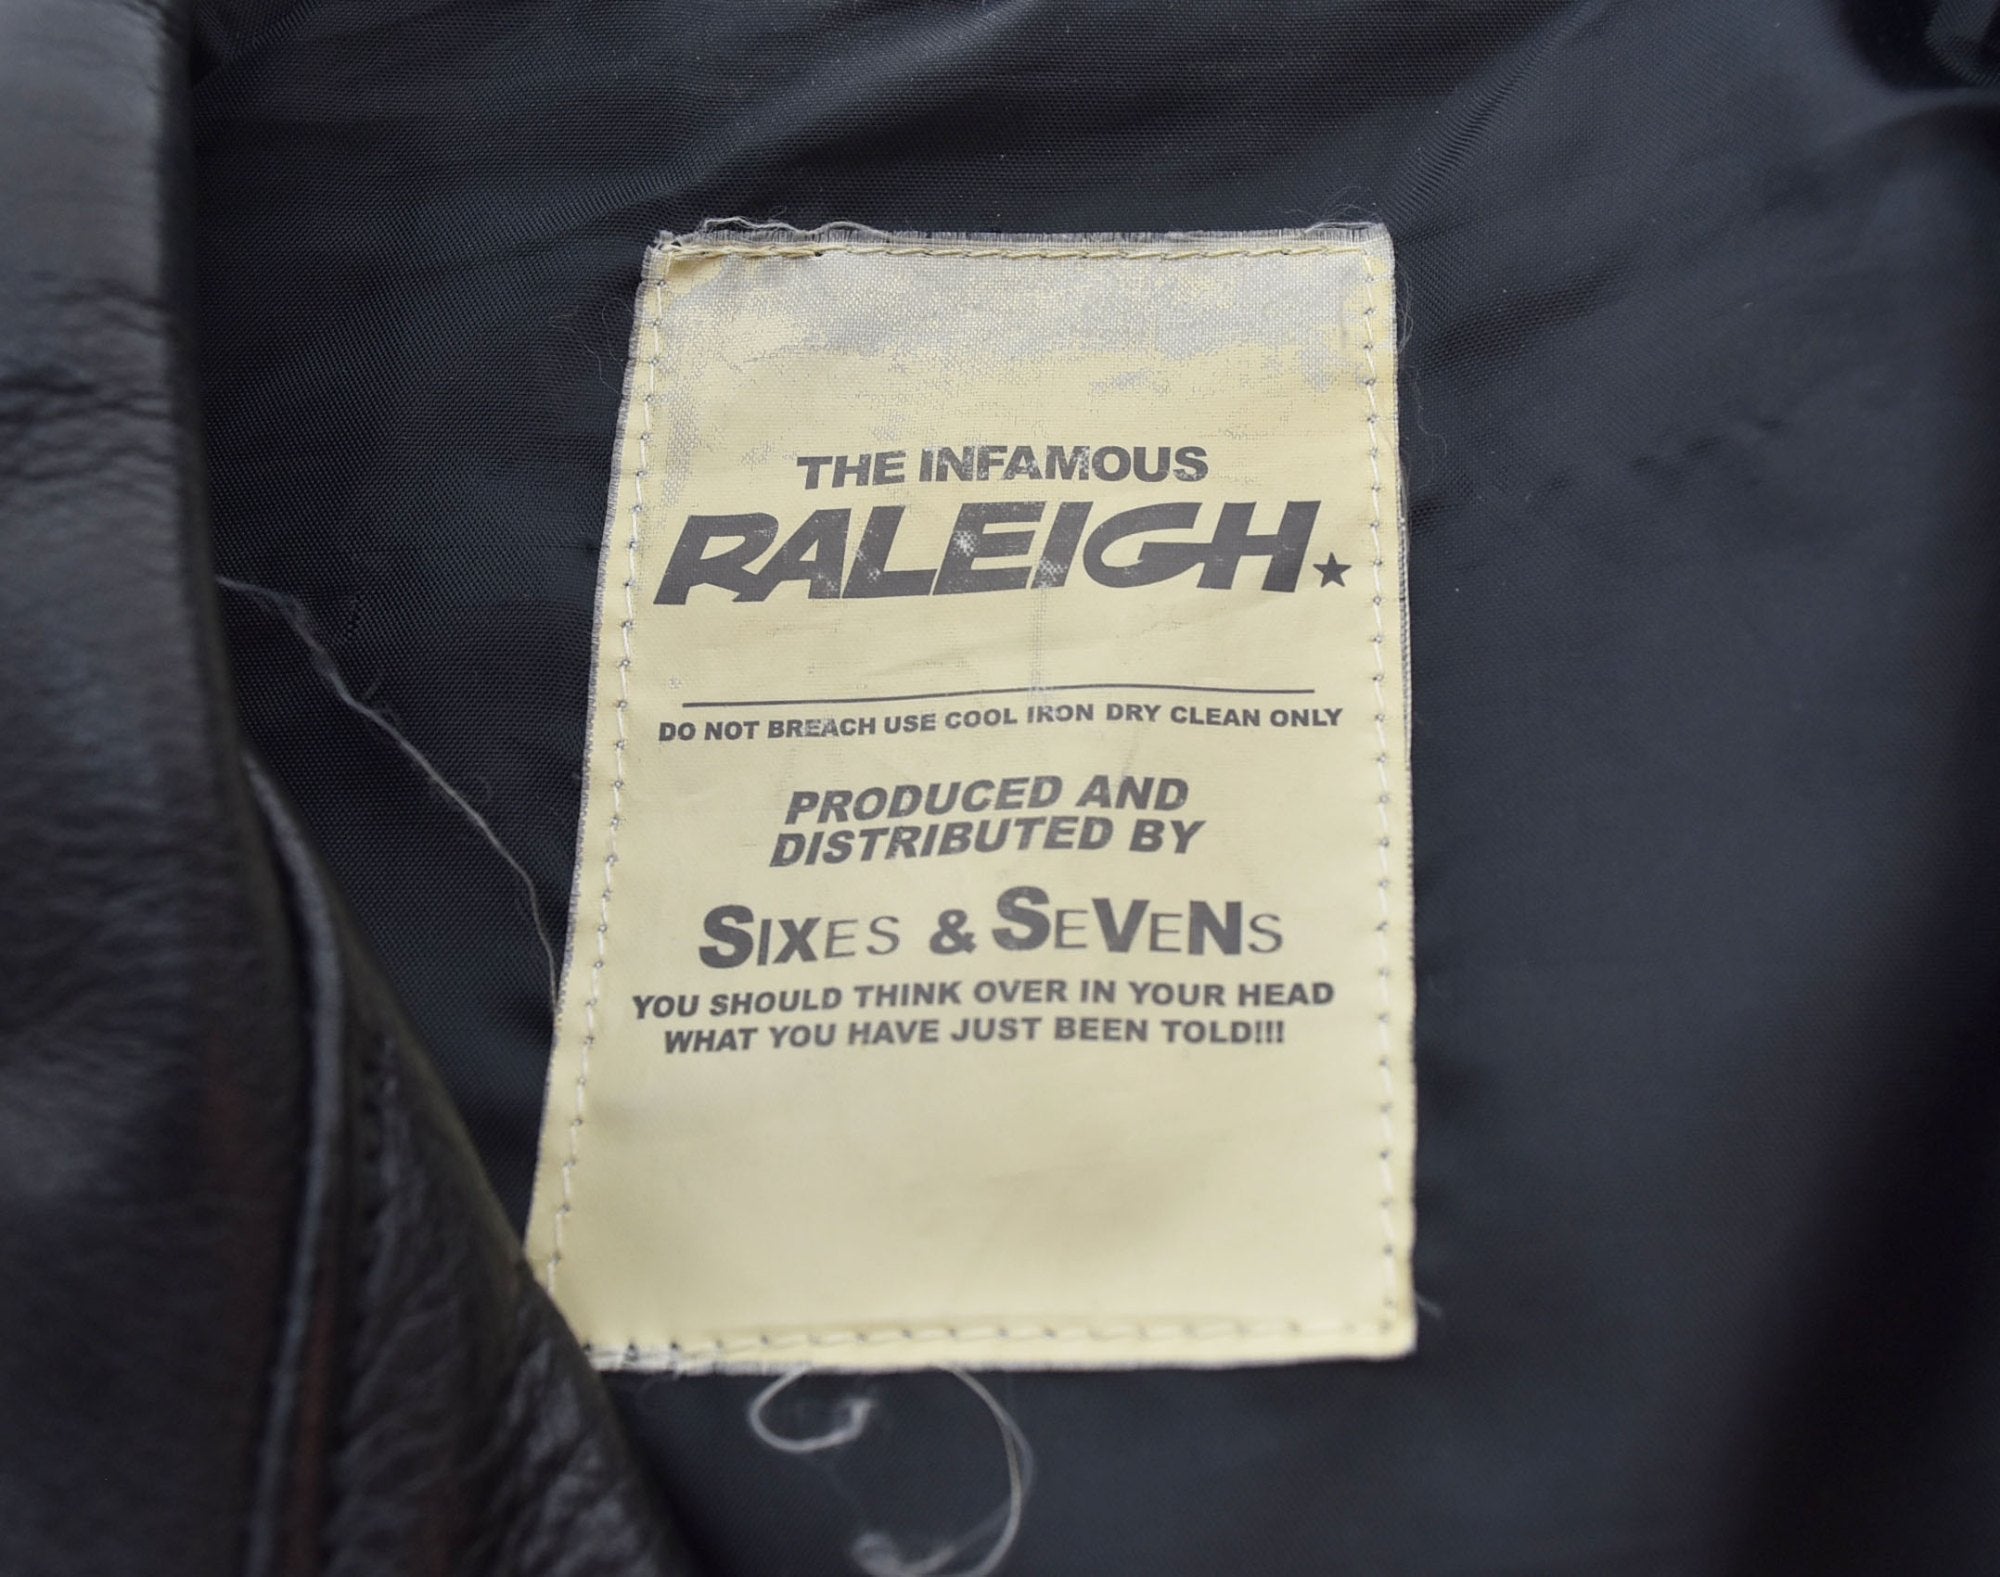 THE INFAMOUS
RALEIGH★
DO NOT BREACH USE COOL IRON DRY CLEAN ONLY
PRODUCED AND
DISTRIBUTED BY
SIXES & SEVENS
YOU SHOULD THINK OVER IN YOUR HEAD
WHAT YOU HAVE JUST BEEN TOLD!!!